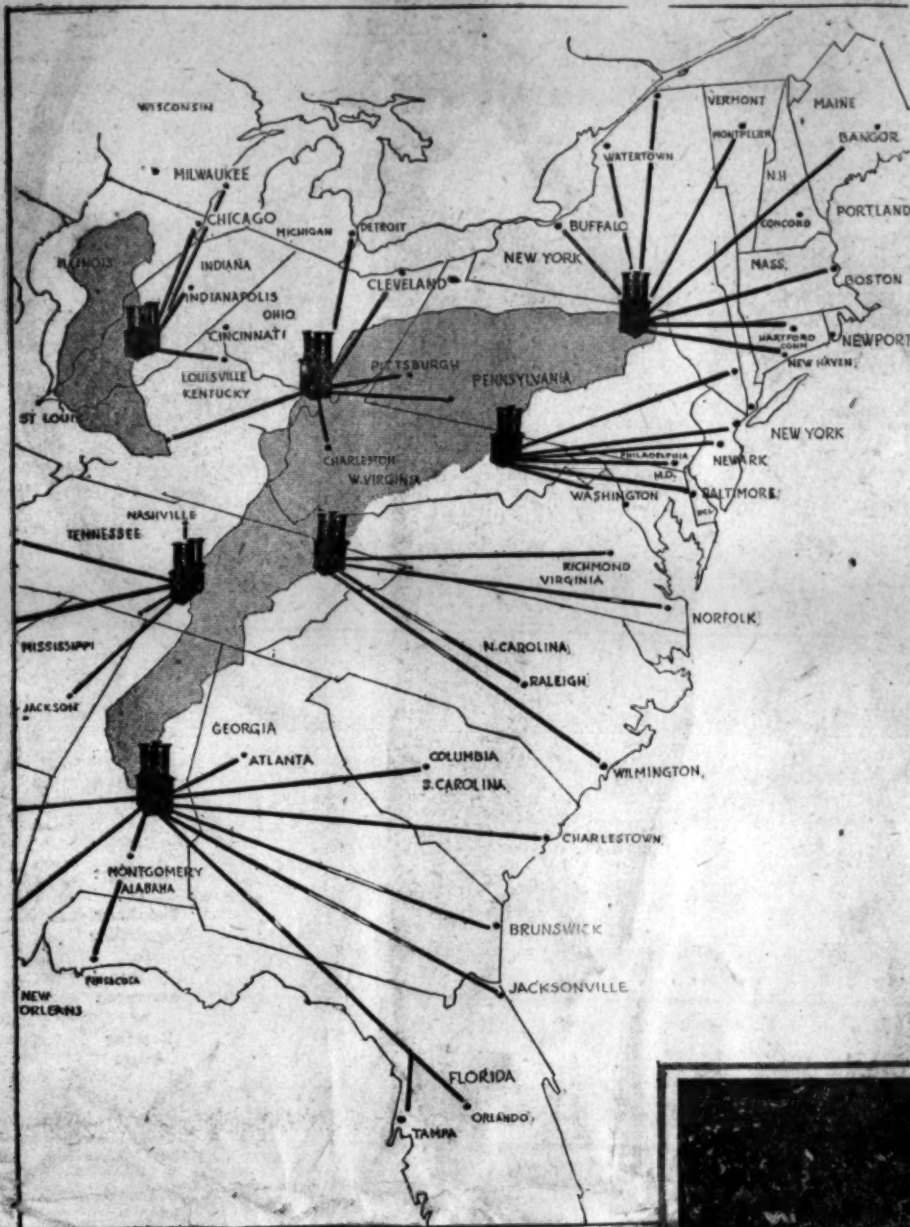 WISCONSIN
VERMONT
MAINE
MONTPELIER
BANGOR
WATERTOWN
MILWAUKEE
N.H
PORTLAND
CHICAGO
CONCORD
MICHIGAN
DETROIT
BUFFALO
ILLINOIS
INDIANA
NEW YORK
MASS.
BOSTON
INDIANAPOLIS
CLEVELAND
OHIO
CINCINNATI
HARTFORD
CONN
NEWPORT
NEW HAVEN
PITTSBURGH
LOUISVILLE
PENNSYLVANIA
KENTUCKY
ST LOUIS
NEW YORK
CHARLESTON
PHILADELPHIA
NEWARK
W. VIRGINIA
M.D.
WASHINGTON
BALTIMORE
DEL
NASHVILLE
TENNESSEE
RICHMOND
VIRGINIA
NORFOLK
MISSISSIPPI
N. CAROLINA
RALEIGH
JACKSON
GEORGIA
ATLANTA
COLUMBIA
S. CAROLINA
WILMINGTON
CHARLESTOWN
MONTGOMERY
ALABAHA
BRUNSWICK
JACKSONVILLE
NEW
ORLEANS
FLORIDA
ORLANDO
TAMPA